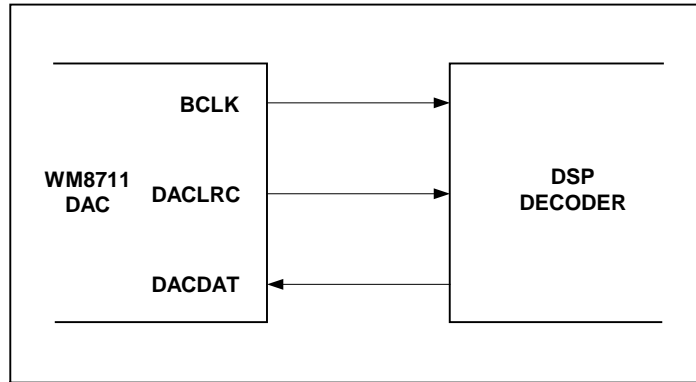 BCLK
WM8711
DAC
DACLRC
DACDAT
DSP
DECODER